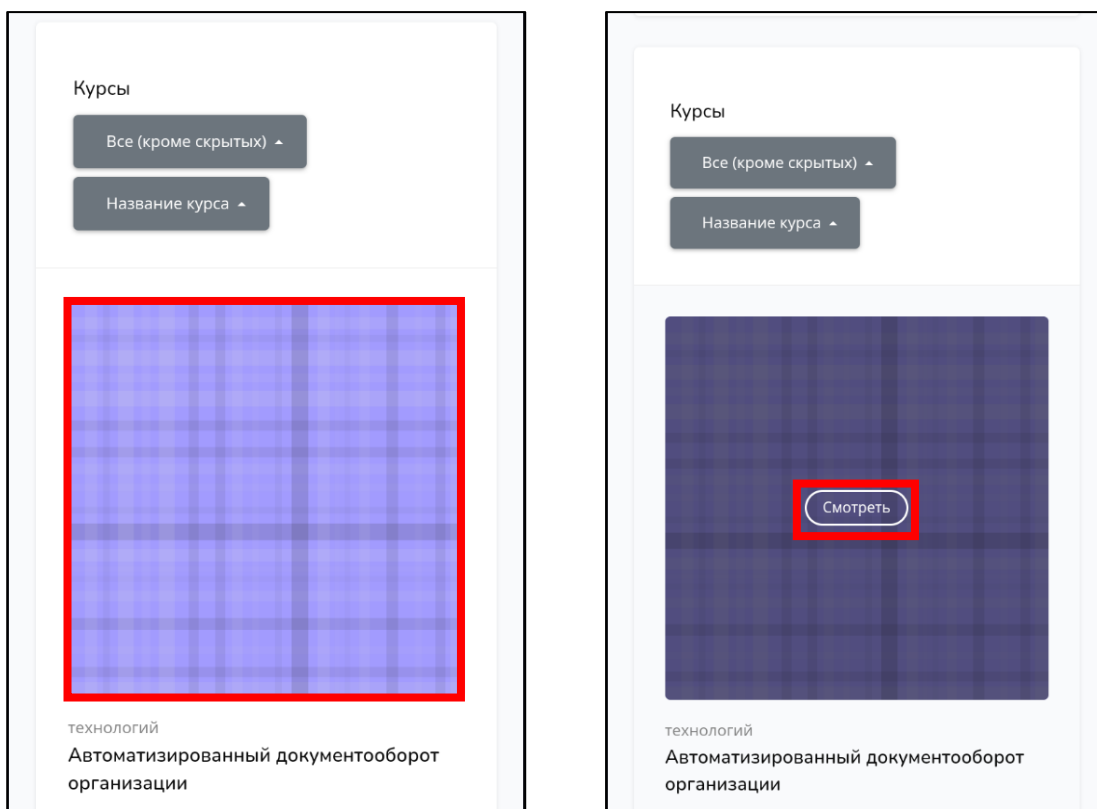 Курсы
Все (кроме скрытых)
Название курса
технологий
Автоматизированный документооборот
организации
Курсы
Все (кроме скрытых)
Название курса
Смотреть
технологий
Автоматизированный документооборот
организации